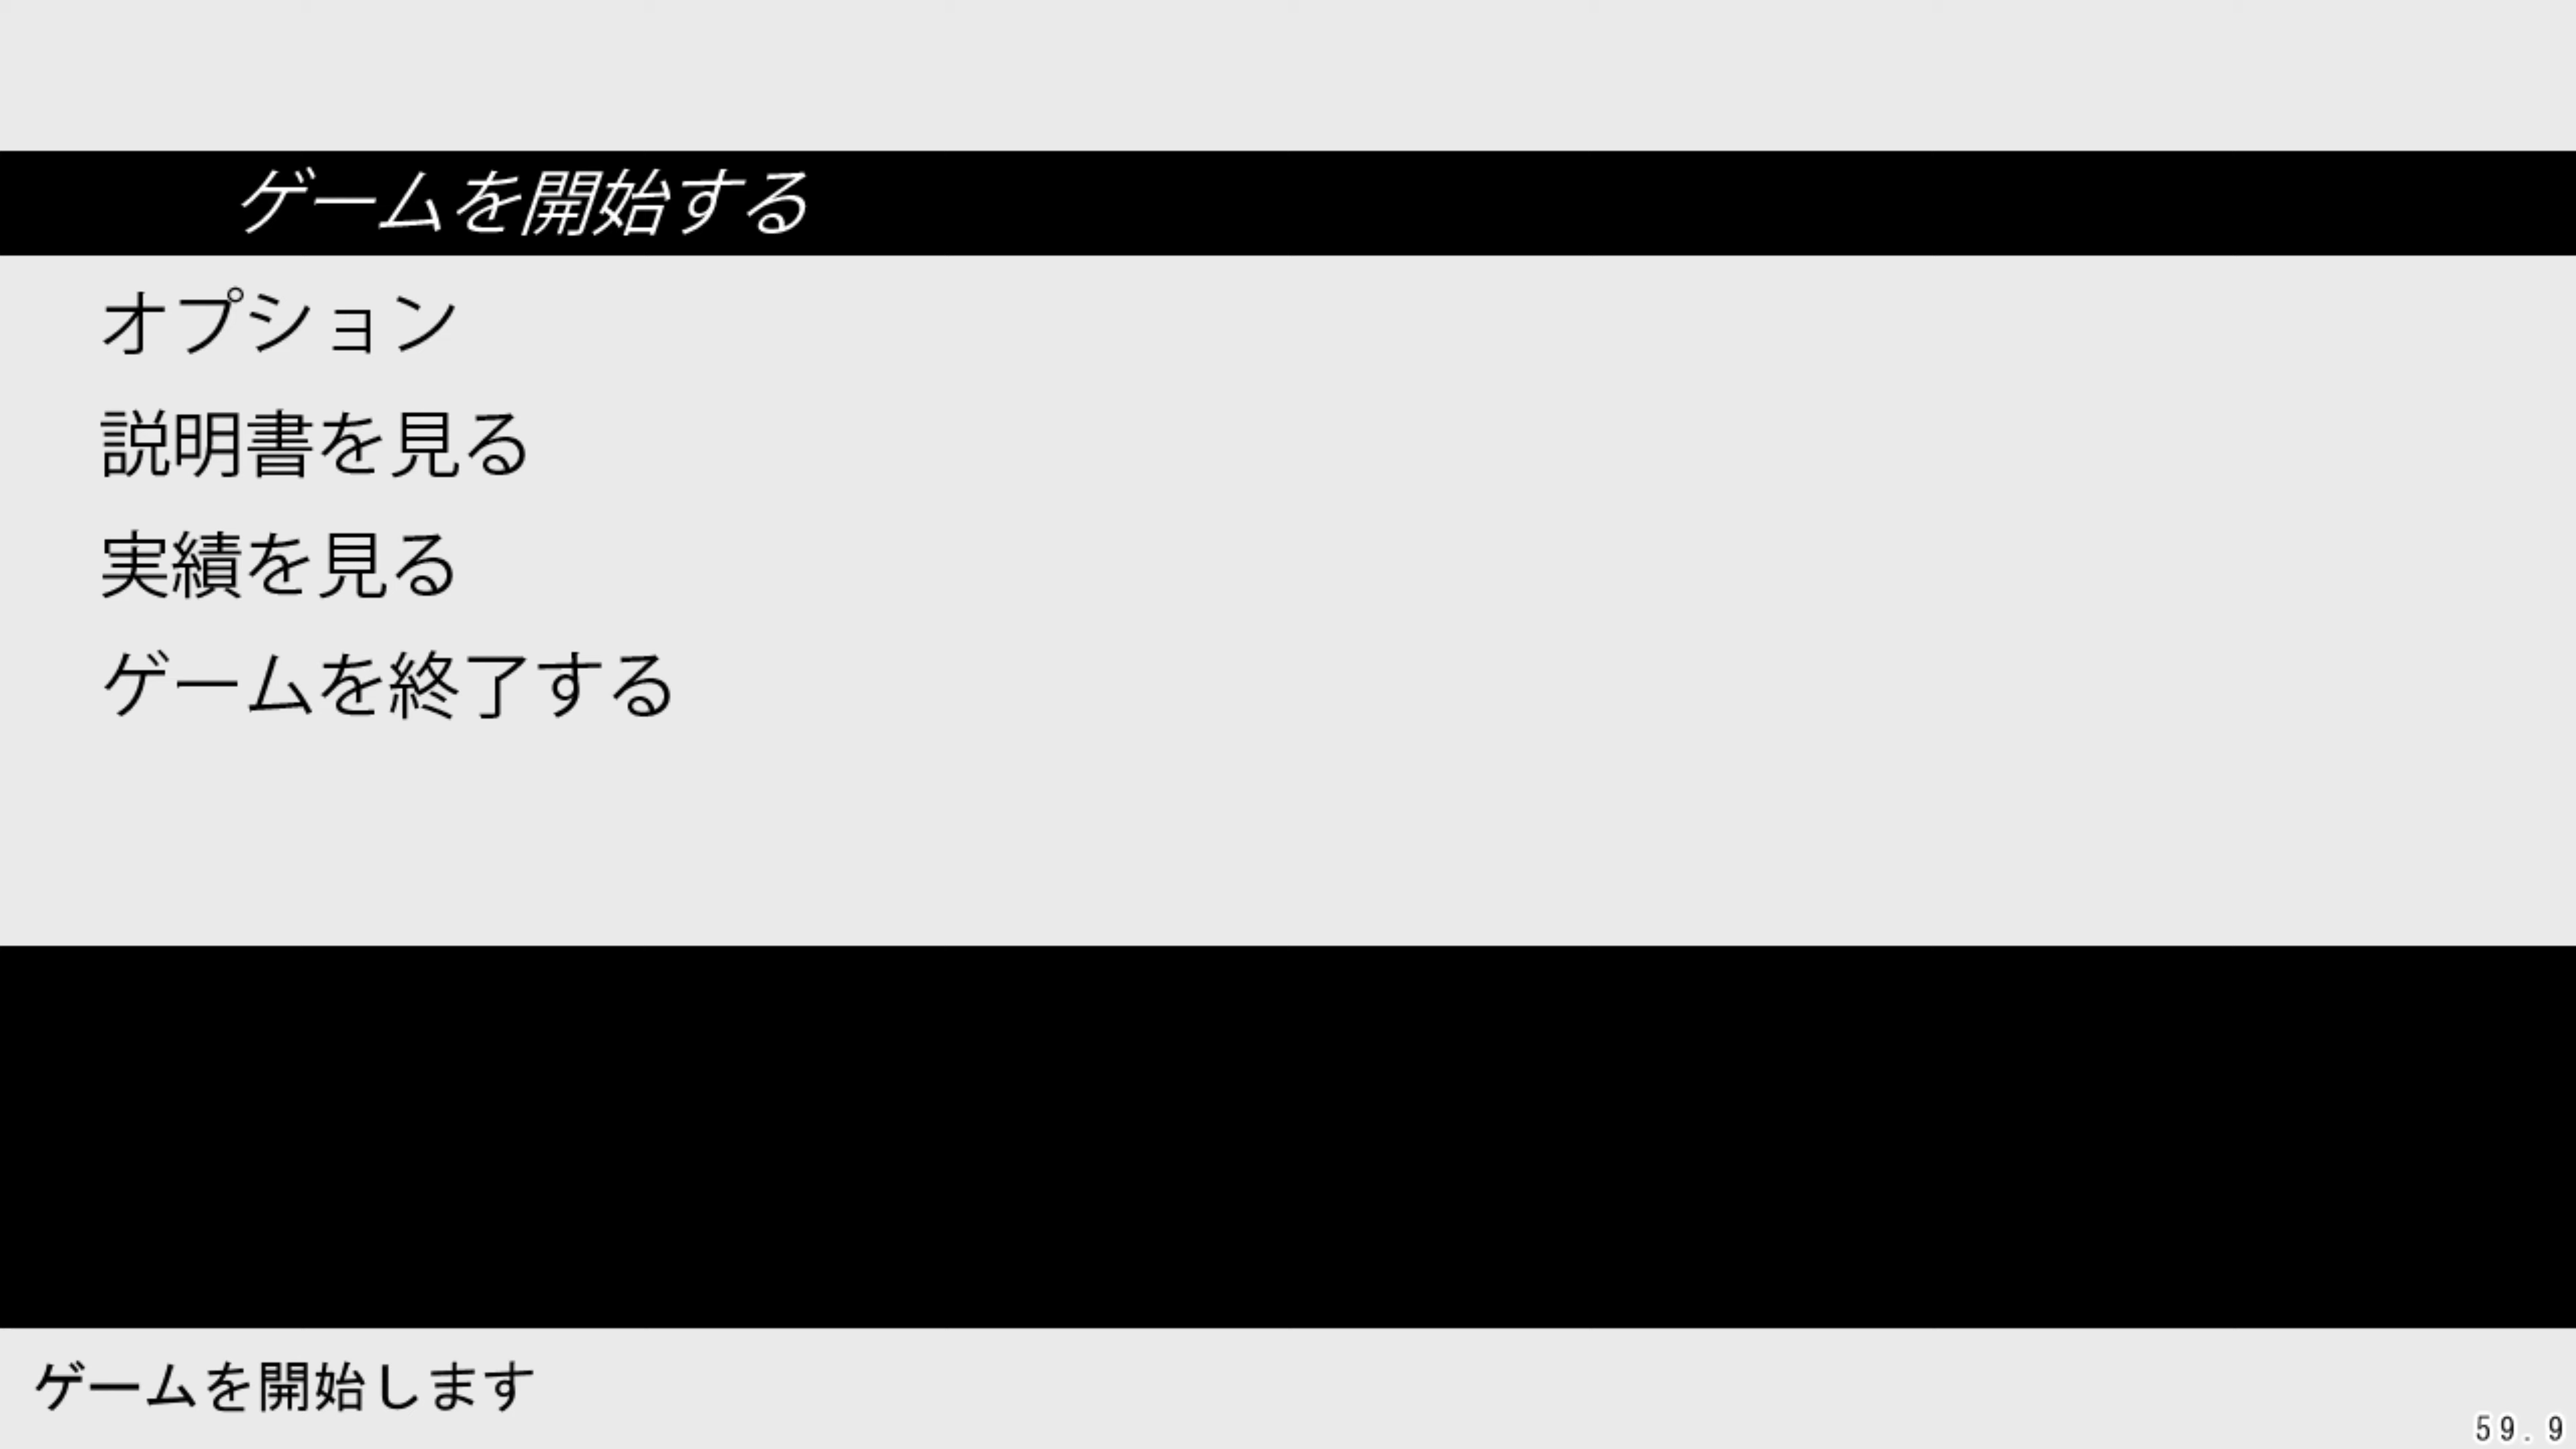 ゲームを開始する
オプション
説明書を見る
実績を見る
ゲームを終了する
ゲームを開始します
59.9